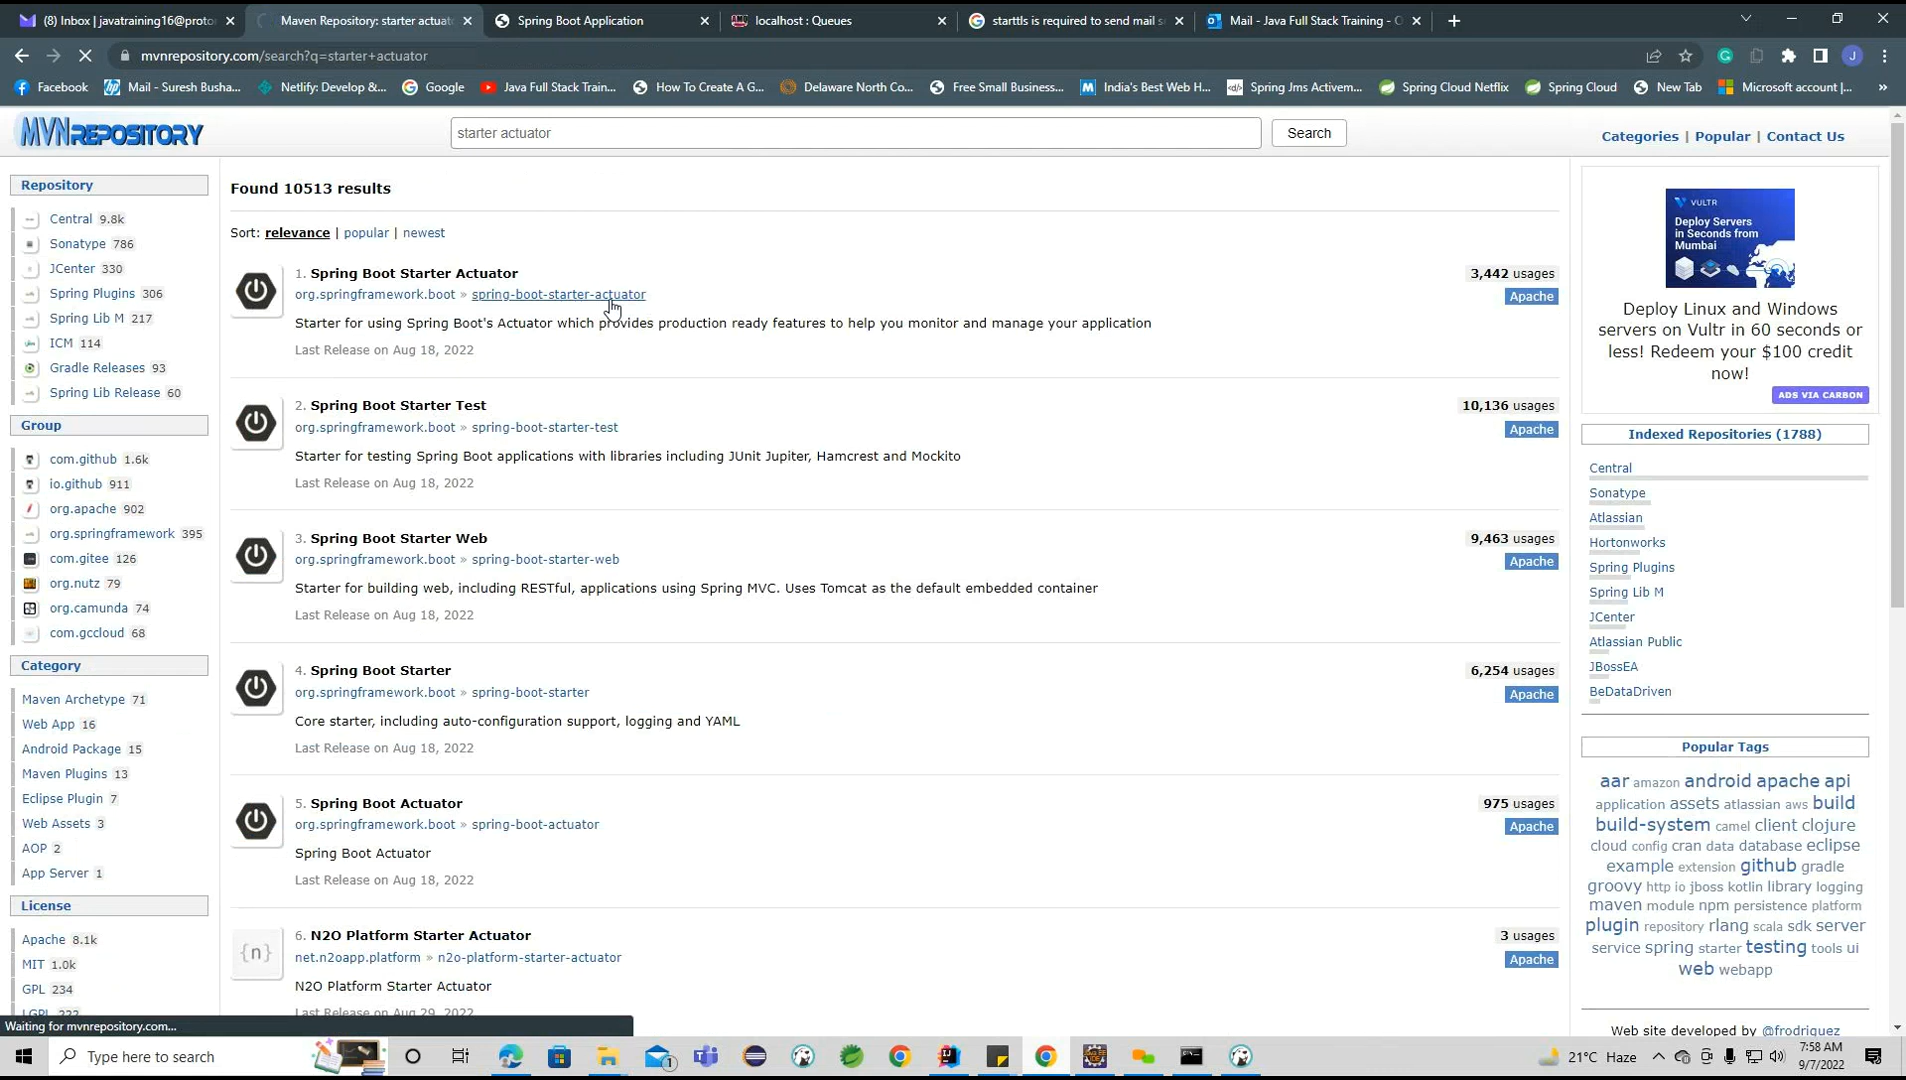 (8) Inbox | javatraining16@proto
Maven Repository: starter actuat
Spring Boot Application
localhost : Queues
starttls is required to send mail s
Mail - Java Full Stack Training - O
mvnrepository.com/search?q=starter+actuator
J
Facebook
Mail - Suresh Busha...
Netlify: Develop &...
Google
Java Full Stack Train...
How To Create A G...
Delaware North Co...
Free Small Business...
India's Best Web H...
Spring Jms Activem...
Spring Cloud Netflix
Spring Cloud
New Tab
Microsoft account |...
»
MVNREPOSITORY
starter actuator
Search
Categories | Popular | Contact Us
Repository
Central 9.8k
Sonatype 786
JCenter 330
Spring Plugins 306
Spring Lib M 217
ICM 114
Gradle Releases 93
Spring Lib Release 60
Group
com.github 1.6k
io.github 911
org.apache 902
org.springframework 395
com.gitee 126
org.nutz 79
org.camunda 74
com.gccloud 68
Category
Maven Archetype 71
Web App 16
Android Package 15
Maven Plugins 13
Eclipse Plugin 7
Web Assets 3
AOP 2
App Server 1
License
Apache 8.1k
MIT 1.0k
GPL 234
LGPL 222
Found 10513 results
Sort: relevance | popular | newest
1. Spring Boot Starter Actuator
3,442 usages
org.springframework.boot » spring-boot-starter-actuator
Apache
Starter for using Spring Boot's Actuator which provides production ready features to help you monitor and manage your application
Last Release on Aug 18, 2022
2. Spring Boot Starter Test
10,136 usages
org.springframework.boot » spring-boot-starter-test
Apache
Starter for testing Spring Boot applications with libraries including JUnit Jupiter, Hamcrest and Mockito
Last Release on Aug 18, 2022
3. Spring Boot Starter Web
9,463 usages
org.springframework.boot » spring-boot-starter-web
Apache
Starter for building web, including RESTful, applications using Spring MVC. Uses Tomcat as the default embedded container
Last Release on Aug 18, 2022
4. Spring Boot Starter
6,254 usages
org.springframework.boot » spring-boot-starter
Apache
Core starter, including auto-configuration support, logging and YAML
Last Release on Aug 18, 2022
5. Spring Boot Actuator
975 usages
org.springframework.boot » spring-boot-actuator
Apache
Spring Boot Actuator
Last Release on Aug 18, 2022
6. N2O Platform Starter Actuator
3 usages
{n}
net.n2oapp.platform » n2o-platform-starter-actuator
Apache
N2O Platform Starter Actuator
Last Release on Aug 29, 2022
VULTR
Deploy Servers
in Seconds from
Mumbai
Deploy Linux and Windows
servers on Vultr in 60 seconds or
less! Redeem your $100 credit
now!
ADS VIA CARBON
Indexed Repositories (1788)
Central
Sonatype
Atlassian
Hortonworks
Spring Plugins
Spring Lib M
JCenter
Atlassian Public
JBossEA
BeDataDriven
Popular Tags
aar amazon android apache api
application assets atlassian aws build
build-system camel client clojure
cloud config cran data database eclipse
example extension github gradle
groovy http io jboss kotlin library logging
maven module npm persistence platform
plugin repository rlang scala sdk server
service spring starter testing tools ui
web webapp
Web site developed by @frodriguez
Waiting for mvnrepository.com...
Type here to search
1
21°C Haze
7:58 AM
9/7/2022